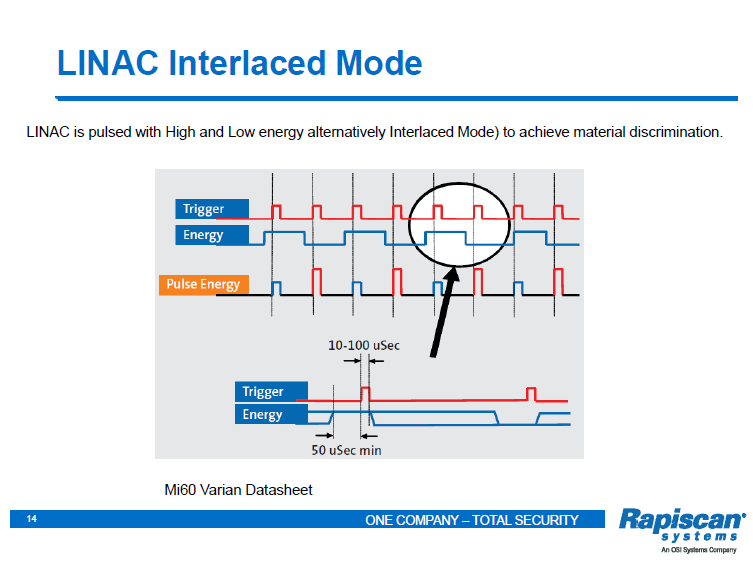 LINAC Interlaced Mode
LINAC is pulsed with High and Low energy alternatively Interlaced Mode) to achieve material discrimination.
Trigger
Energy
Pulse Energy
10-100 uSec
Trigger
Energy
50 uSec min
Mi60 Varian Datasheet
14
ONE COMPANY – TOTAL SECURITY
Rapiscan®
systems
An OSI Systems Company